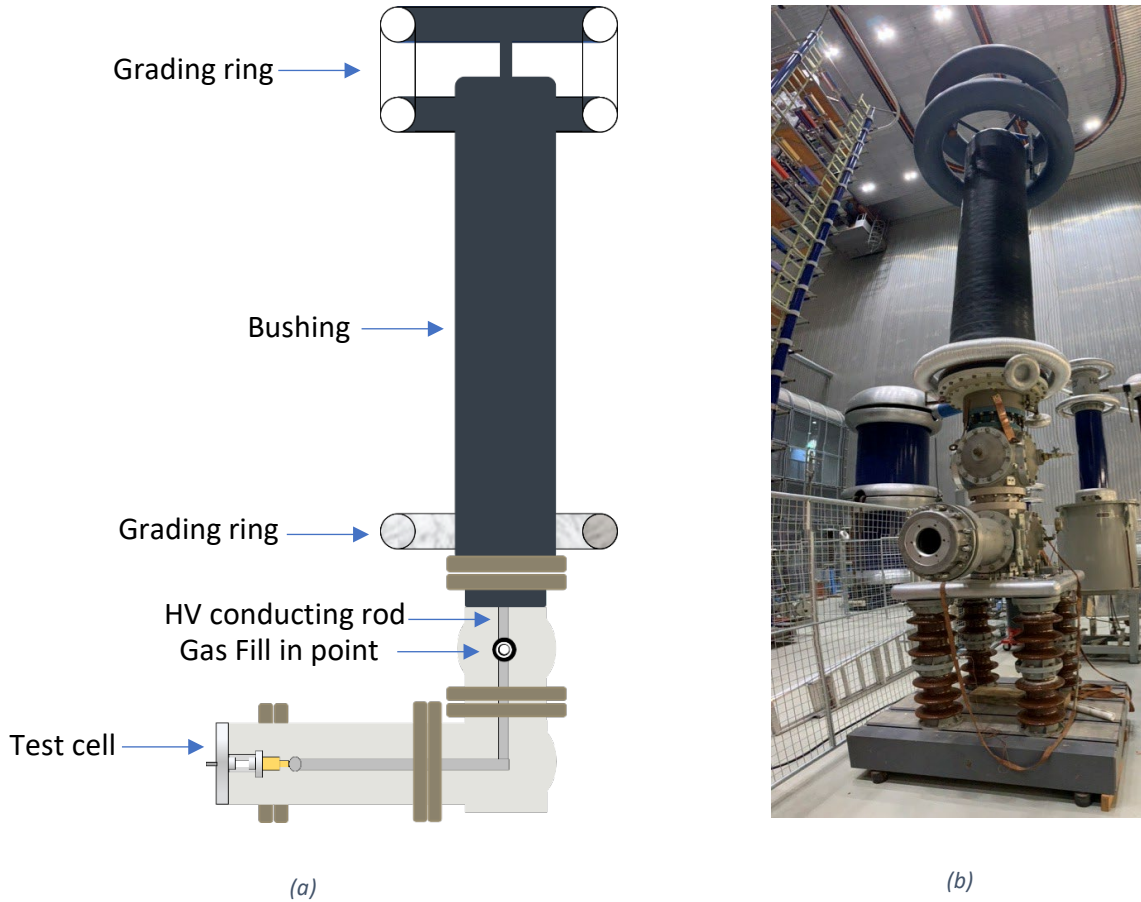 Grading ring
Bushing
Grading ring
HV conducting rod
Gas Fill in point
Test cell
(a)
(b)